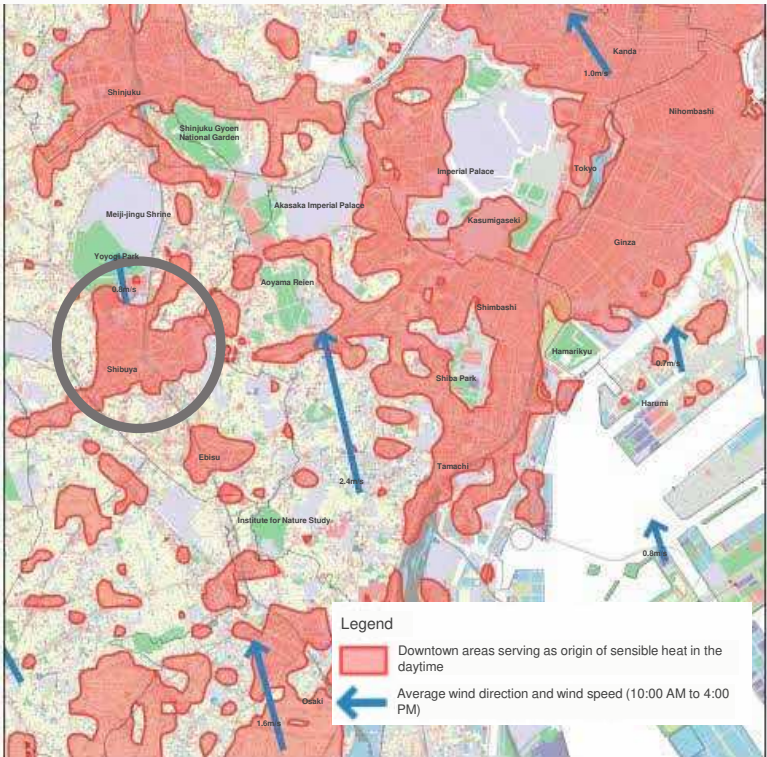 Kanda
1.0m/s
Shinjuku
Nihombashi
Shinjuku Gyoen
National Garden
Imperial Palace
Tokyo
Akasaka Imperial Palace
Meiji-jingu Shrine
Kasumigaseki
Ginza
Yoyogi Park
Aoyama Reien
0.8m/s
Shimbashi
Hamarikyu
0.7m/s
Shibuya
Shiba Park
Harumi
Ebisu
Tamachi
2.4m/s
Institute for Nature Study
0.8m/s
Osaki
1.6m/s
Legend
Downtown areas serving as origin of sensible heat in the
daytime
Average wind direction and wind speed (10:00 AM to 4:00
PM)